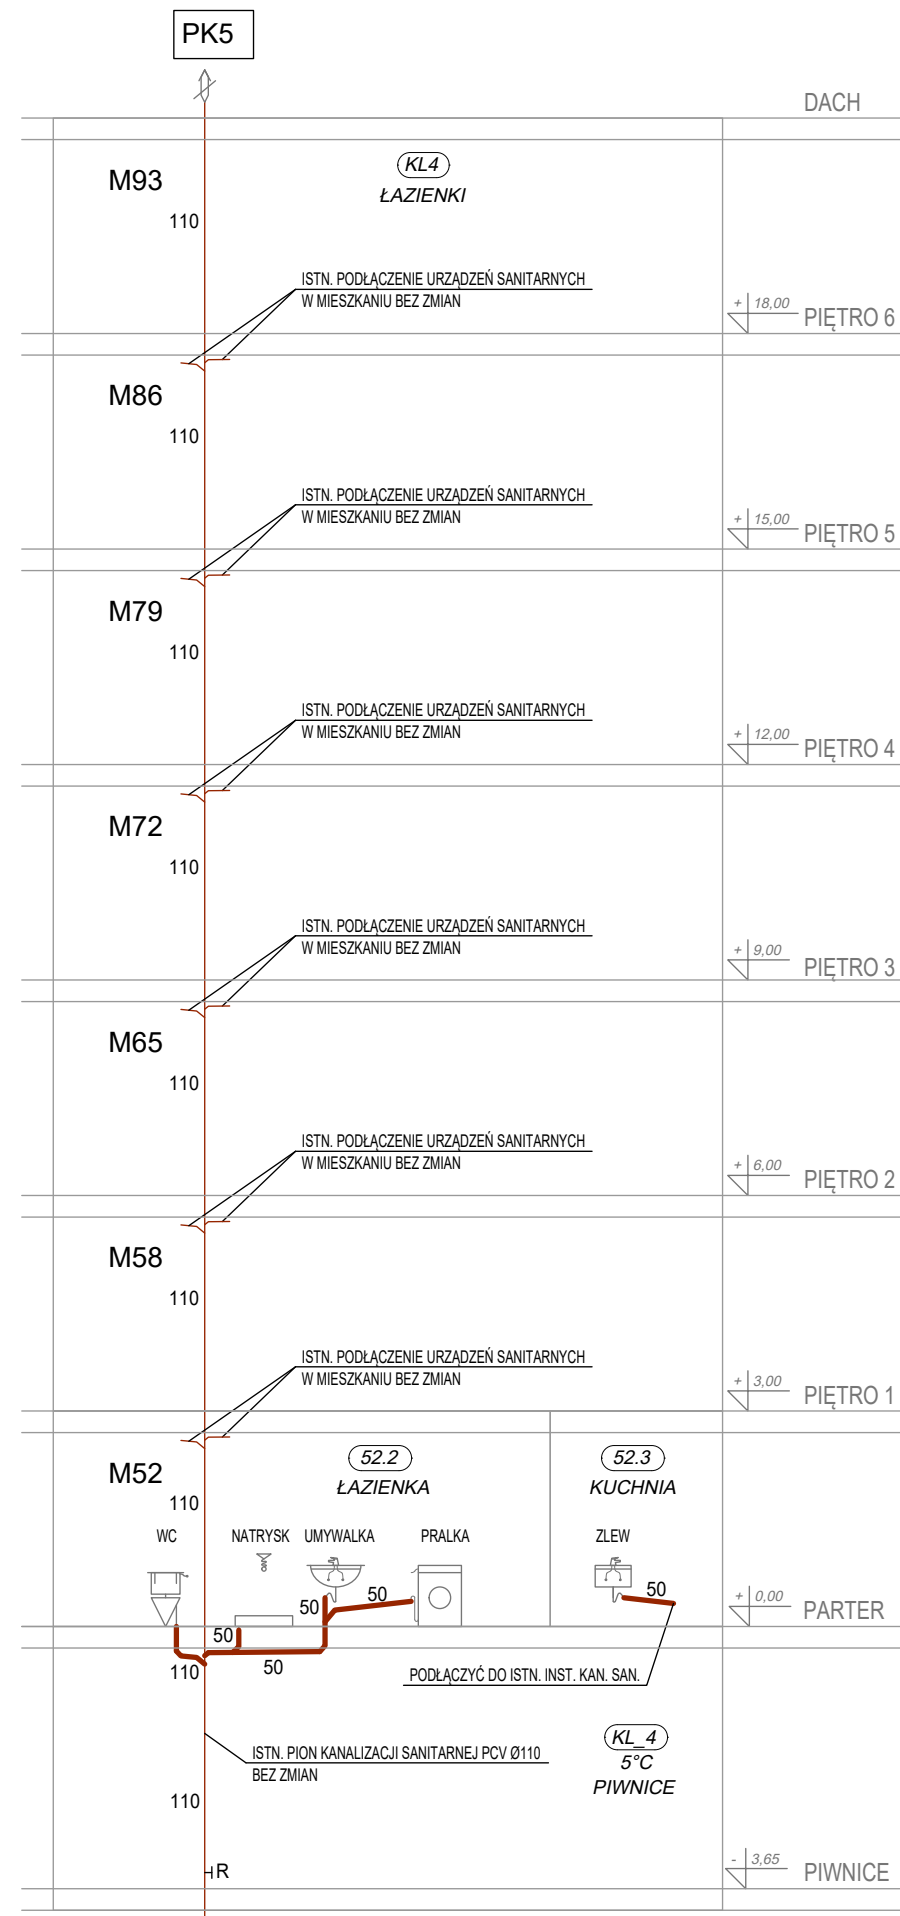 PK5
DACH
M93
KL4
ŁAZIENKI
110
ISTN. PODŁĄCZENIE URZĄDZEŃ SANITARNYCH
W MIESZKANIU BEZ ZMIAN
+ 18,00
PIĘTRO 6
M86
110
ISTN. PODŁĄCZENIE URZĄDZEŃ SANITARNYCH
W MIESZKANIU BEZ ZMIAN
+ 15,00
PIĘTRO 5
M79
110
ISTN. PODŁĄCZENIE URZĄDZEŃ SANITARNYCH
W MIESZKANIU BEZ ZMIAN
+ 12,00
PIĘTRO 4
M72
110
ISTN. PODŁĄCZENIE URZĄDZEŃ SANITARNYCH
W MIESZKANIU BEZ ZMIAN
+ 9,00
PIĘTRO 3
M65
110
ISTN. PODŁĄCZENIE URZĄDZEŃ SANITARNYCH
W MIESZKANIU BEZ ZMIAN
+ 6,00
PIĘTRO 2
M58
110
ISTN. PODŁĄCZENIE URZĄDZEŃ SANITARNYCH
W MIESZKANIU BEZ ZMIAN
+ 3,00
PIĘTRO 1
M52
52.2
ŁAZIENKA
52.3
KUCHNIA
110
WC
NATRYSK
UMYWALKA
PRALKA
ZLEW
50
50
50
+ 0,00
PARTER
50
50
110
PODŁĄCZYĆ DO ISTN. INST. KAN. SAN.
ISTN. PION KANALIZACJI SANITARNEJ PCV Ø110
BEZ ZMIAN
KL_4
5°C
PIWNICE
110
R
- 3,65
PIWNICE